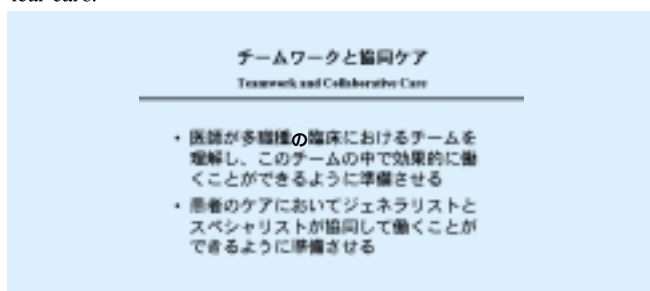 チームワークと協同ケア
Teamwork and Collaborative Care
・医師が多職種の臨床におけるチームを
理解し、このチームの中で効果的に働
くことができるように準備させる
・患者のケアにおいてジェネラリストと
スペシャリストが協同して働くことが
できるように準備させる